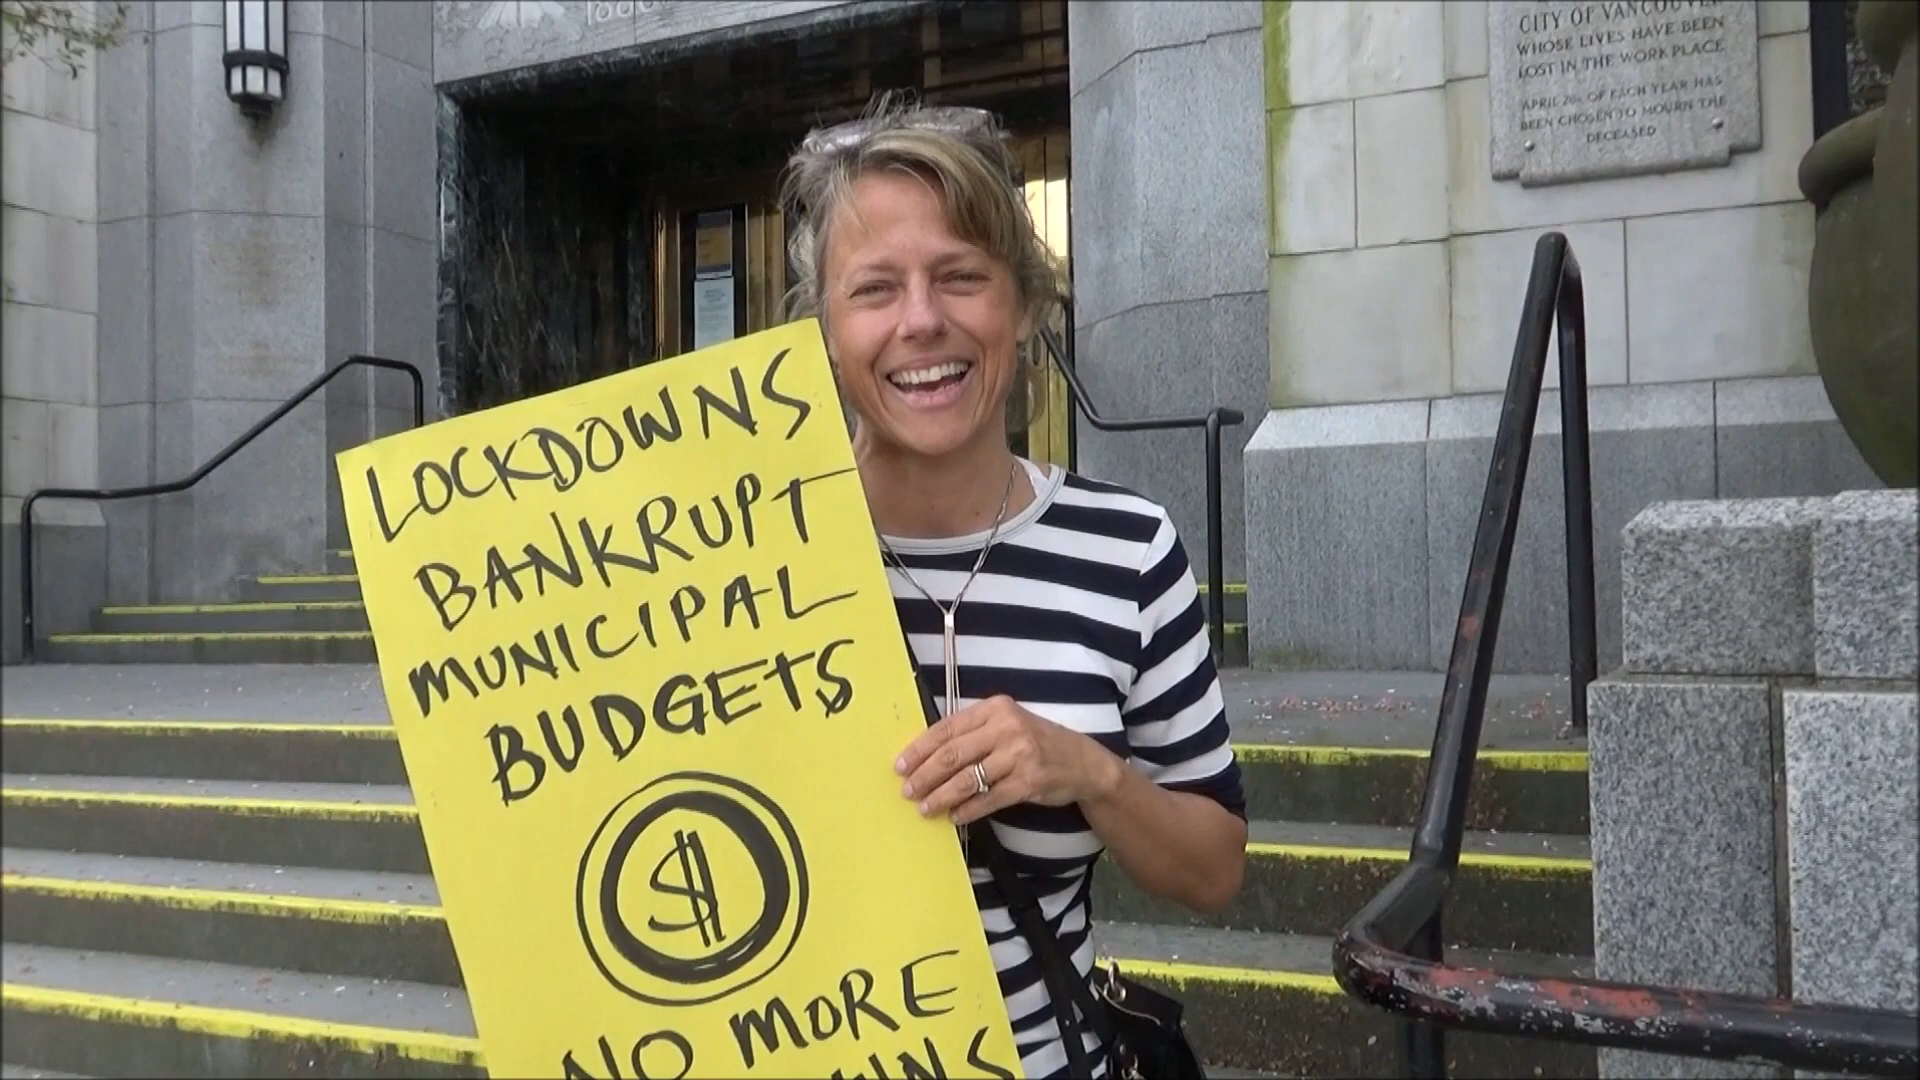 LOCKDOWNS
BANKRUPT
MUNICIPAL
BUDGETS
$
NO MORE
CITY OF VANCOUVER
WHOSE LIVES HAVE BEEN
LOST IN THE WORK PLACE
APRIL 28th OF EACH YEAR HAS
BEEN CHOSEN TO MOURN THE
DECEASED